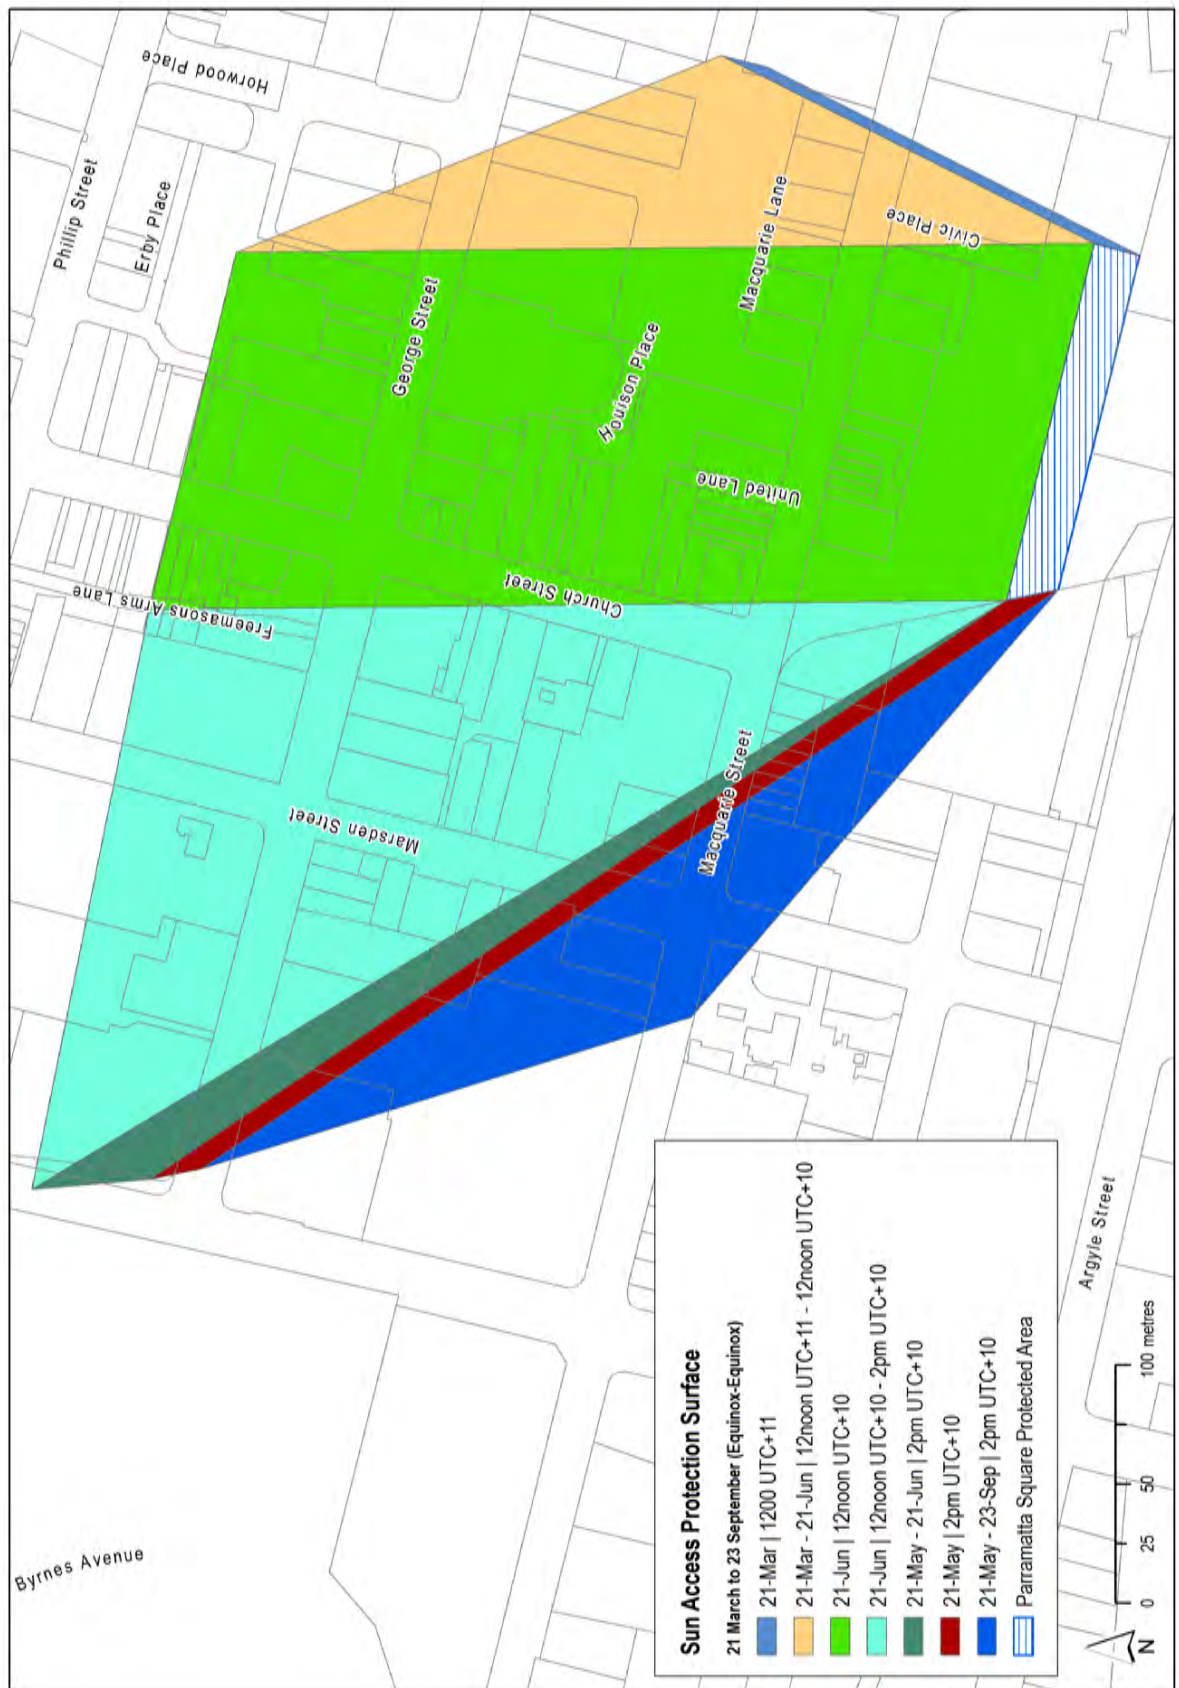 Horwood Place
Phillip Street
Erby Place
Macquarie Lane
Civic Place
George Street
Houison Place
United Lane
Church Street
Freemasons Arms Lane
Marsden Street
Macquarie Street
Argyle Street
Byrnes Avenue
Sun Access Protection Surface
21 March to 23 September (Equinox-Equinox)
21-Mar | 1200 UTC+11
21-Mar - 21-Jun | 12noon UTC+11 - 12noon UTC+10
21-Jun | 12noon UTC+10
21-Jun | 12noon UTC+10 - 2pm UTC+10
21-May - 21-Jun | 2pm UTC+10
21-May | 2pm UTC+10
21-May - 23-Sep | 2pm UTC+10
Parramatta Square Protected Area
N
0 25 50 100 metres